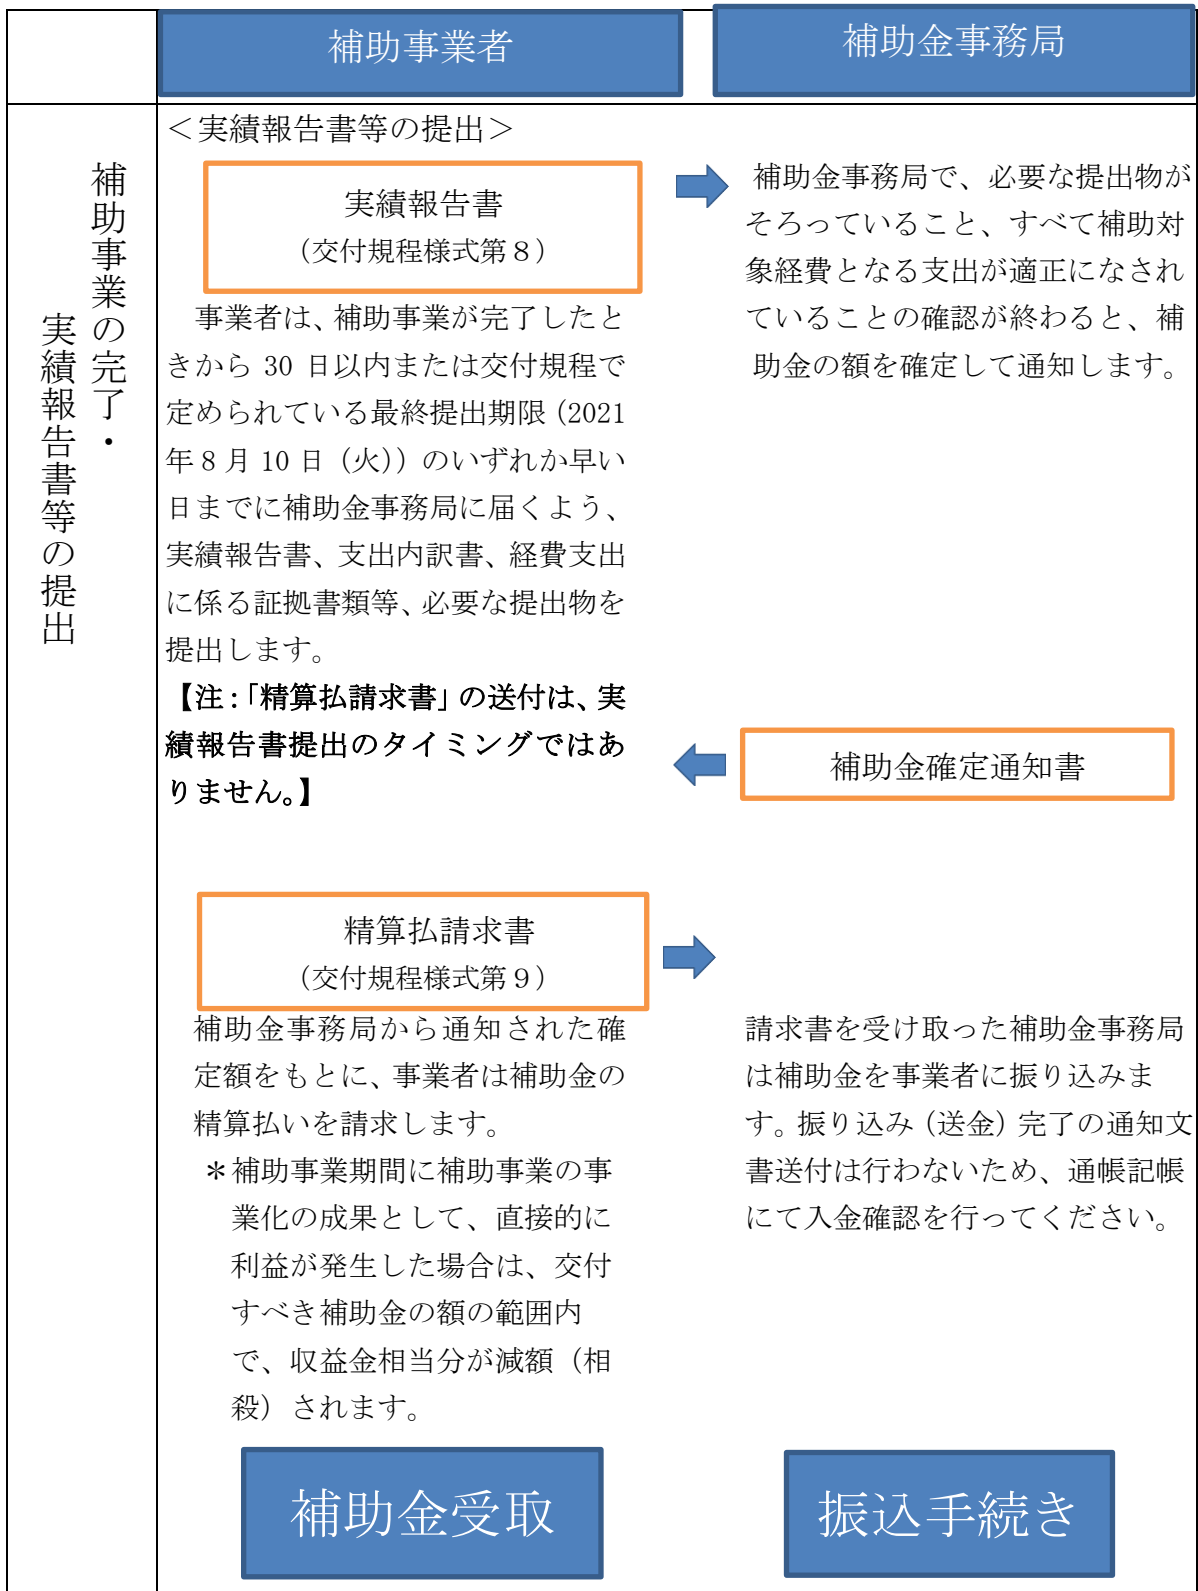 補助事業者
補助金事務局
補助事業の完了・
実績報告書等の提出
＜実績報告書等の提出＞
実績報告書
（交付規程様式第８）
事業者は、補助事業が完了したと
きから 30 日以内または交付規程で
定められている最終提出期限（2021
年８月 10 日（火））のいずれか早い
日までに補助金事務局に届くよう、
実績報告書、支出内訳書、経費支出
に係る証拠書類等、必要な提出物を
提出します。
【注：「精算払請求書」の送付は、実
績報告書提出のタイミングではあ
りません。】
補助金事務局で、必要な提出物が
そろっていること、すべて補助対
象経費となる支出が適正になされ
ていることの確認が終わると、補
助金の額を確定して通知します。
補助金確定通知書
精算払請求書
（交付規程様式第９）
補助金事務局から通知された確
定額をもとに、事業者は補助金の
精算払いを請求します。
＊補助事業期間に補助事業の事
業化の成果として、直接的に
利益が発生した場合は、交付
すべき補助金の額の範囲内
で、収益金相当分が減額（相
殺）されます。
請求書を受け取った補助金事務局
は補助金を事業者に振り込みま
す。振り込み（送金）完了の通知文
書送付は行わないため、通帳記帳
にて入金確認を行ってください。
補助金受取
振込手続き